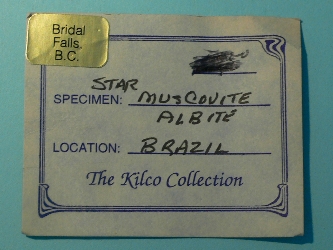 Bridal
Falls
B.C.
STAR
SPECIMEN: MUSCOVITE
ALBITE
LOCATION: BRAZIL
The Kilco Collection